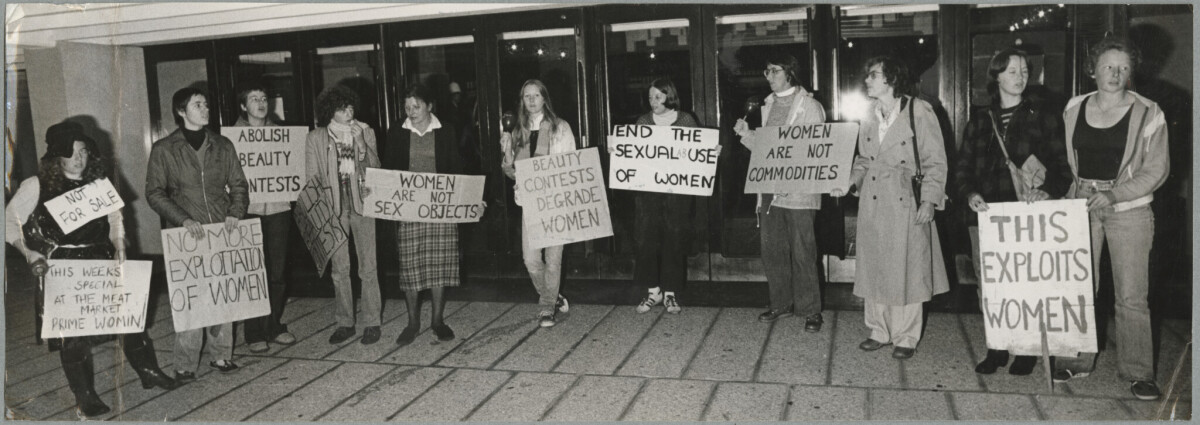 NOT
FOR SALE
THIS WEEKS
SPECIAL
AT THE MEAT
MARKET
PRIME WOMIN!
NO MORE
EXPLOITATION
OF WOMEN
ABOLISH
BEAUTY
CONTESTS
WOMEN
ARE NOT
SEX OBJECTS
BEAUTY
CONTESTS
DEGRADE
WOMEN
END THE
SEXUAL USE
OF WOMEN
WOMEN
ARE NOT
COMMODITIES
THIS
EXPLOITS
WOMEN